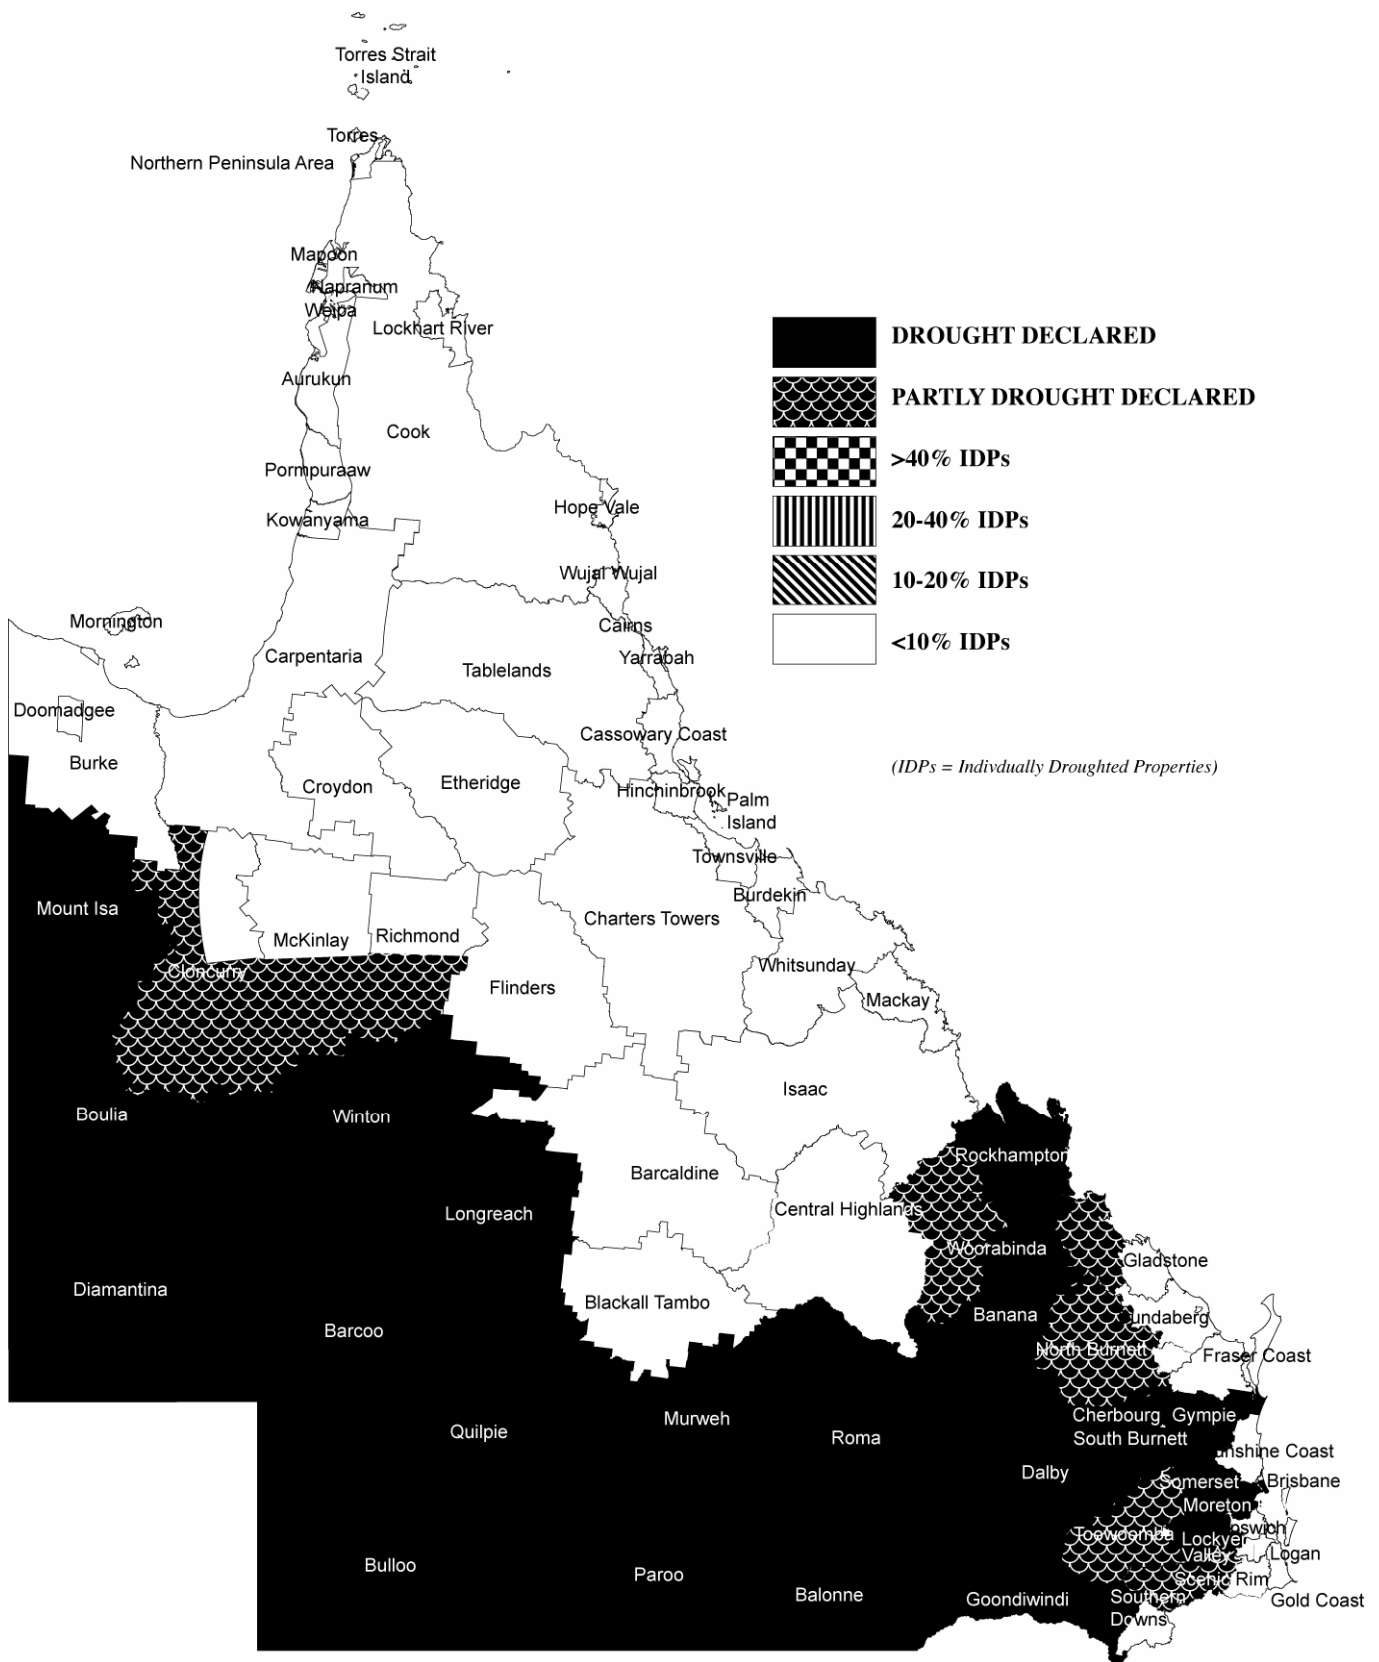 Torres Strait
Island
Torres
Northern Peninsula Area
Mapoon
Napranum
Weipa
Lockhart River
DROUGHT DECLARED
Aurukun
PARTLY DROUGHT DECLARED
Cook
>40% IDPs
Pormpuraaw
Hope Vale
Kowanyama
20-40% IDPs
Wujal Wujal
10-20% IDPs
Mornington
Cairns
<10% IDPs
Carpentaria
Yarrabah
Tablelands
Doomadgee
Cassowary Coast
Burke
(IDPs = Indivdually Droughted Properties)
Croydon
Etheridge
Hinchinbrook
Palm
Island
Townsville
Burdekin
Mount Isa
Charters Towers
McKinlay
Richmond
Cloncurry
Whitsunday
Flinders
Mackay
Isaac
Boulia
Winton
Rockhampton
Barcaldine
Longreach
Central Highlands
Woorabinda
Gladstone
Diamantina
Blackall Tambo
Banana
undaberg
Barcoo
North Burnett
Fraser Coast
Murweh
Cherbourg
Gympie
Quilpie
Roma
South Burnett
unshine Coast
Dalby
Somerset
Brisbane
Moreton
Toowoomba
pswich
Lockyer
Valley
Logan
Bulloo
Paroo
Scenic Rim
Balonne
Goondiwindi
Southern
Downs
Gold Coast